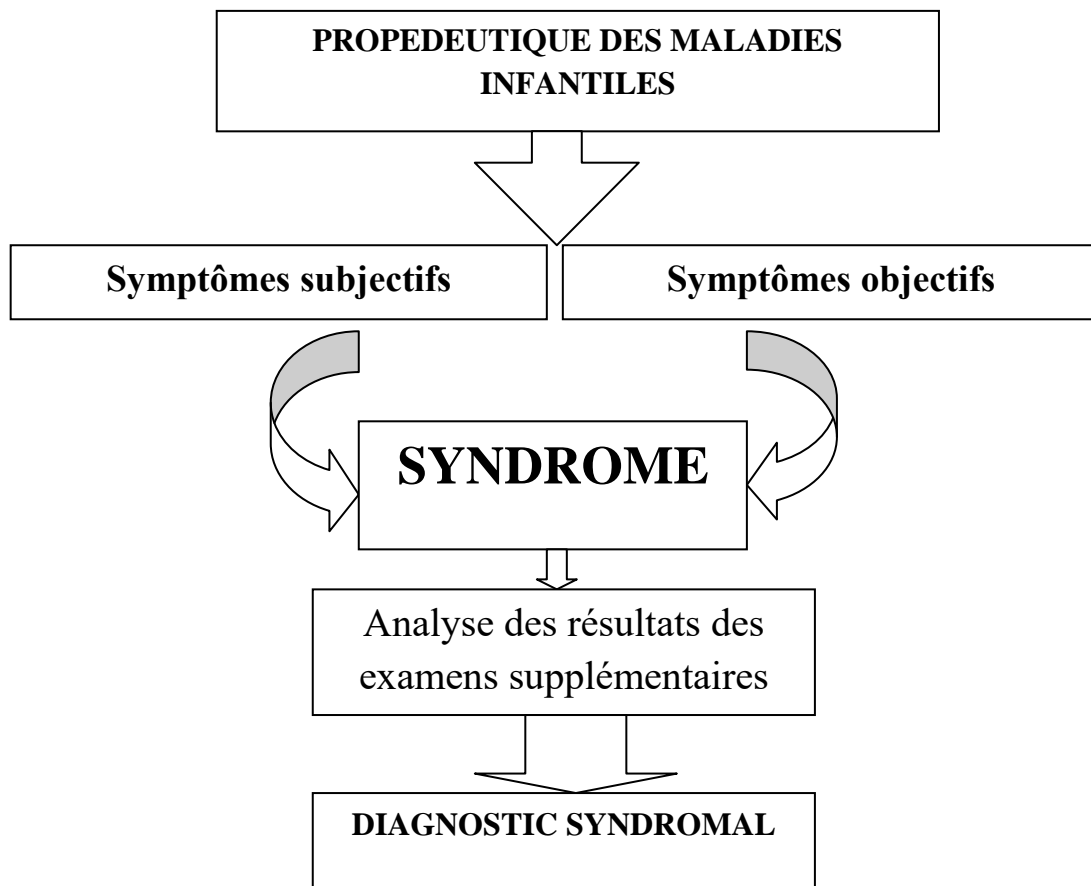 PROPEDEUTIQUE DES MALADIES
INFANTILES
Symptômes subjectifs
Symptômes objectifs
SYNDROME
Analyse des résultats des
examens supplémentaires
DIAGNOSTIC SYNDROMAL